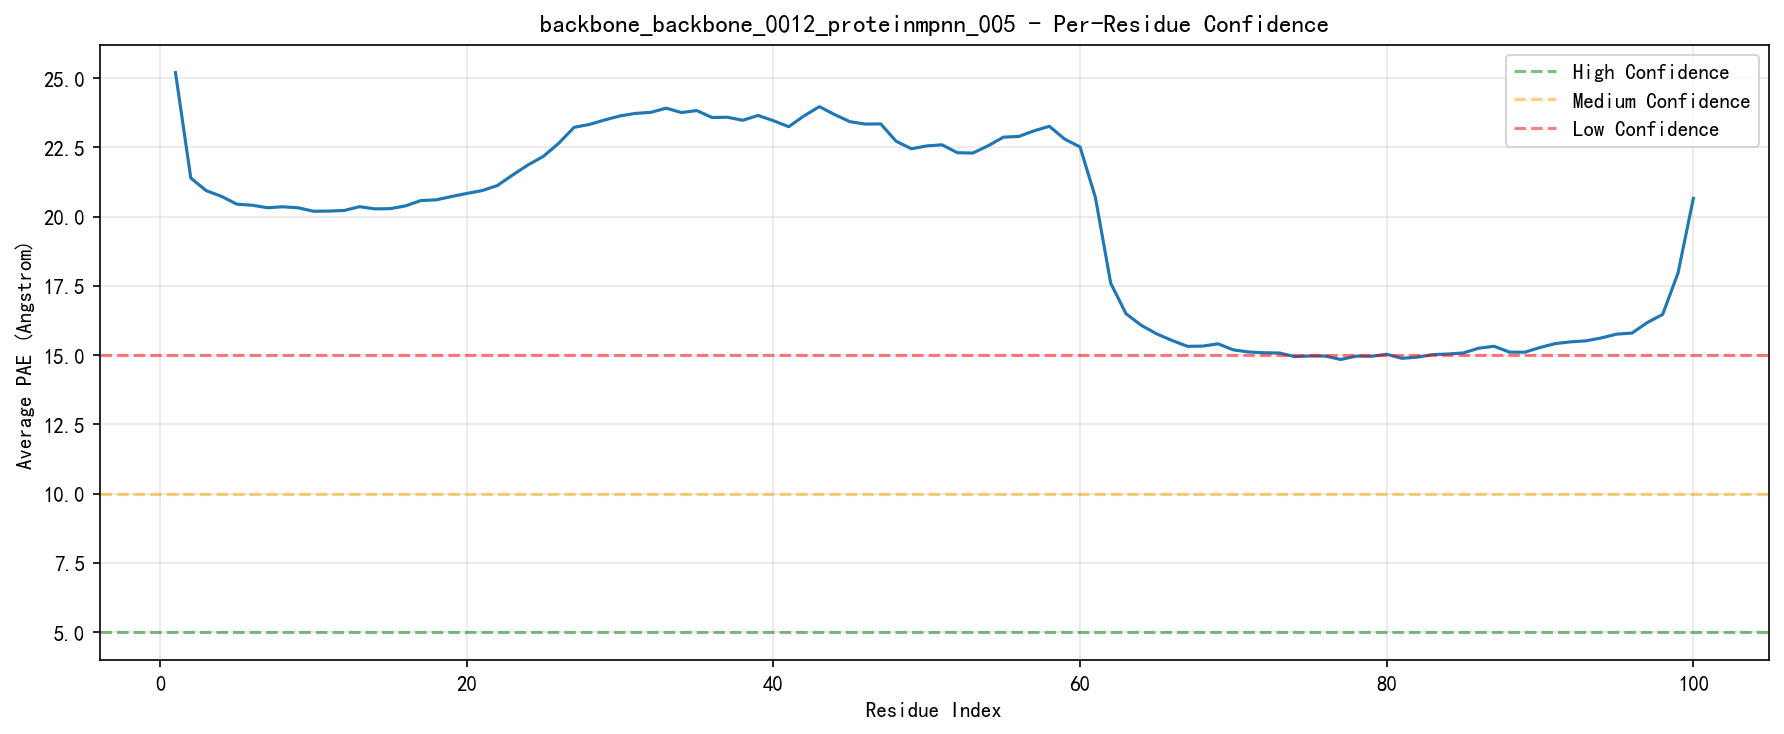 backbone_backbone_0012_proteinmpnn_005 - Per-Residue Confidence
High Confidence
Medium Confidence
Low Confidence
Average PAE (Angstrom)
25.0
22.5
20.0
17.5
15.0
12.5
10.0
7.5
5.0
0 20 40 60 80 100
Residue Index